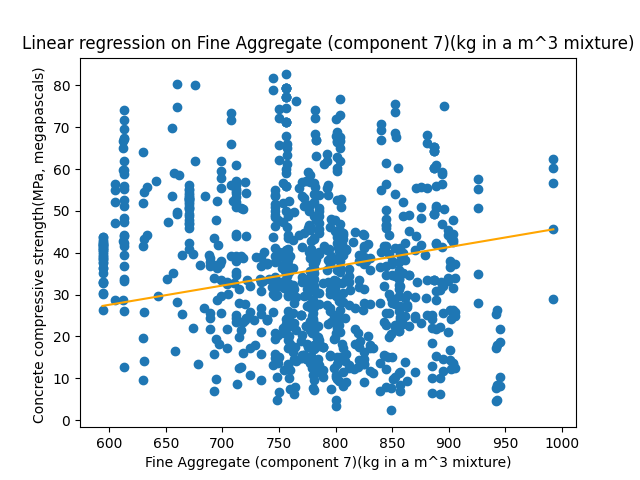 Linear regression on Fine Aggregate (component 7)(kg in a m^3 mixture)
Concrete compressive strength(MPa, megapascals)
80
70
60
50
40
30
20
10
0
600 650 700 750 800 850 900 950 1000
Fine Aggregate (component 7)(kg in a m^3 mixture)